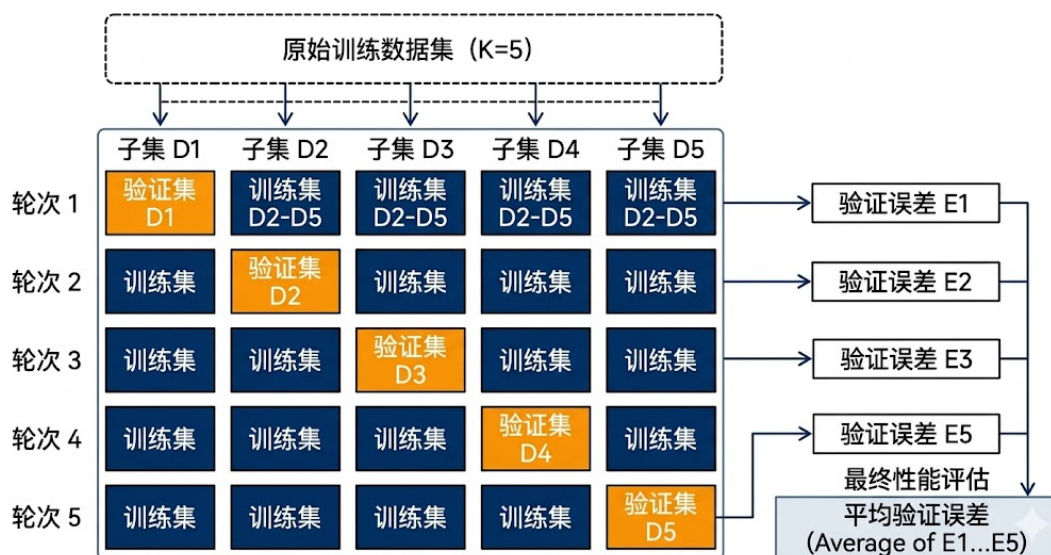 原始训练数据集（K=5）
子集 D1 子集 D2 子集 D3 子集 D4 子集 D5
轮次 1
验证集
D1
训练集
D2-D5
训练集
D2-D5
训练集
D2-D5
训练集
D2-D5
验证误差 E1
轮次 2
训练集
验证集
D2
训练集
训练集
训练集
验证误差 E2
轮次 3
训练集
训练集
验证集
D3
训练集
训练集
验证误差 E3
轮次 4
训练集
训练集
训练集
验证集
D4
训练集
验证误差 E5
轮次 5
训练集
训练集
训练集
训练集
验证集
D5
最终性能评估
平均验证误差
(Average of E1...E5)